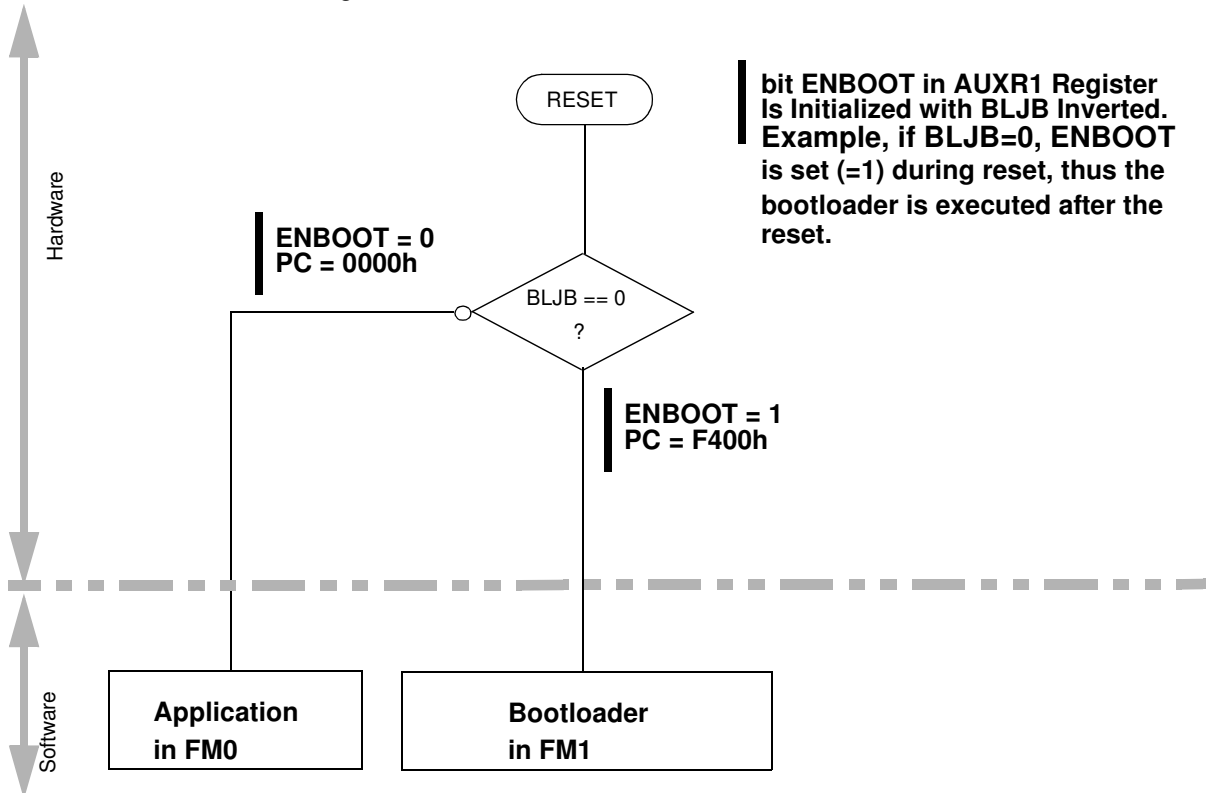 RESET
bit ENBOOT in AUXR1 Register
Is Initialized with BLJB Inverted.
Example, if BLJB=0, ENBOOT
is set (=1) during reset, thus the
bootloader is executed after the
reset.
Hardware
ENBOOT = 0
PC = 0000h
BLJB == 0
?
ENBOOT = 1
PC = F400h
Software
Application
in FM0
Bootloader
in FM1